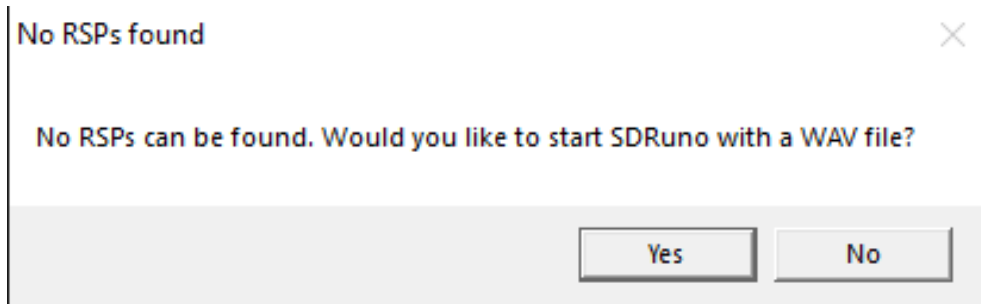 No RSPs found
No RSPs can be found. Would you like to start SDRuno with a WAV file?
Yes No